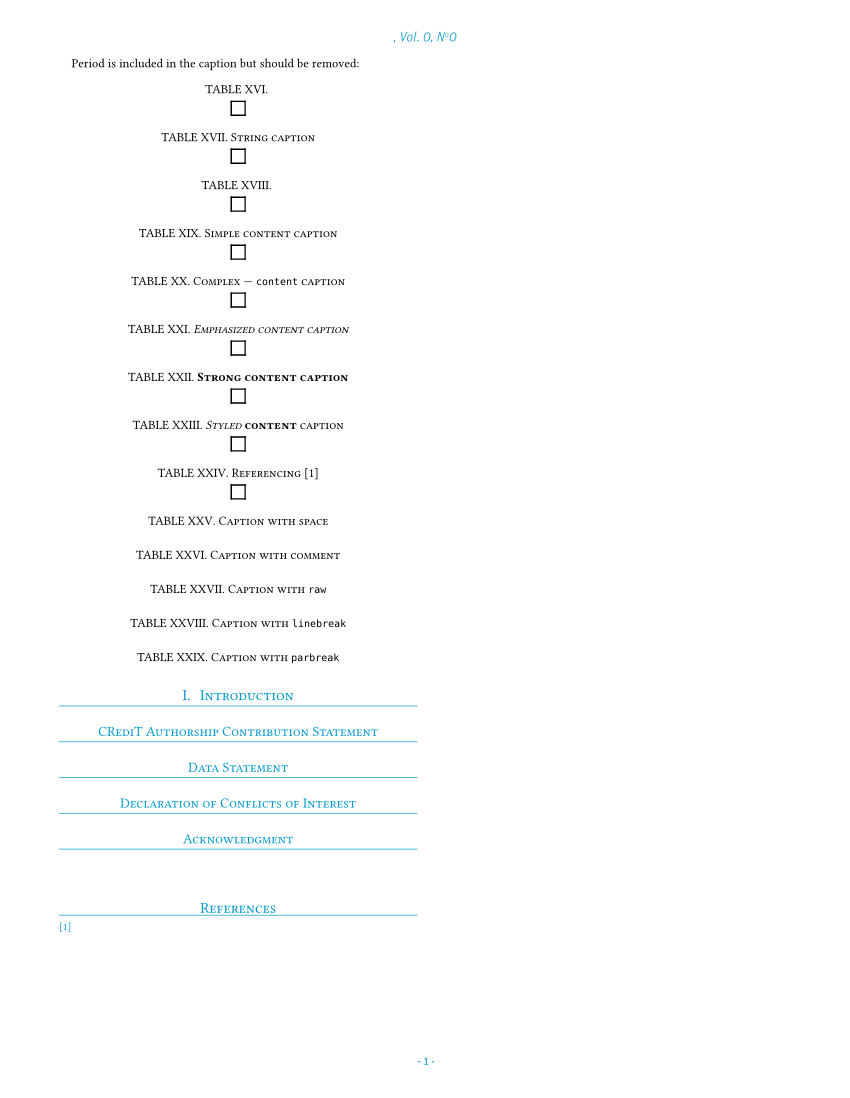 , Vol. 0, Nº0
Period is included in the caption but should be removed:
TABLE XVI.
TABLE XVII. String caption
TABLE XVIII.
TABLE XIX. Simple content caption
TABLE XX. Complex — content caption
TABLE XXI. Emphasized content caption
TABLE XXII. Strong content caption
TABLE XXIII. Styled content caption
TABLE XXIV. Referencing [1]
TABLE XXV. Caption with space
TABLE XXVI. Caption with comment
TABLE XXVII. Caption with raw
TABLE XXVIII. Caption with linebreak
TABLE XXIX. Caption with parbreak
I. Introduction
CRediT Authorship Contribution Statement
Data Statement
Declaration of Conflicts of Interest
Acknowledgment
References
[1]
- 1 -